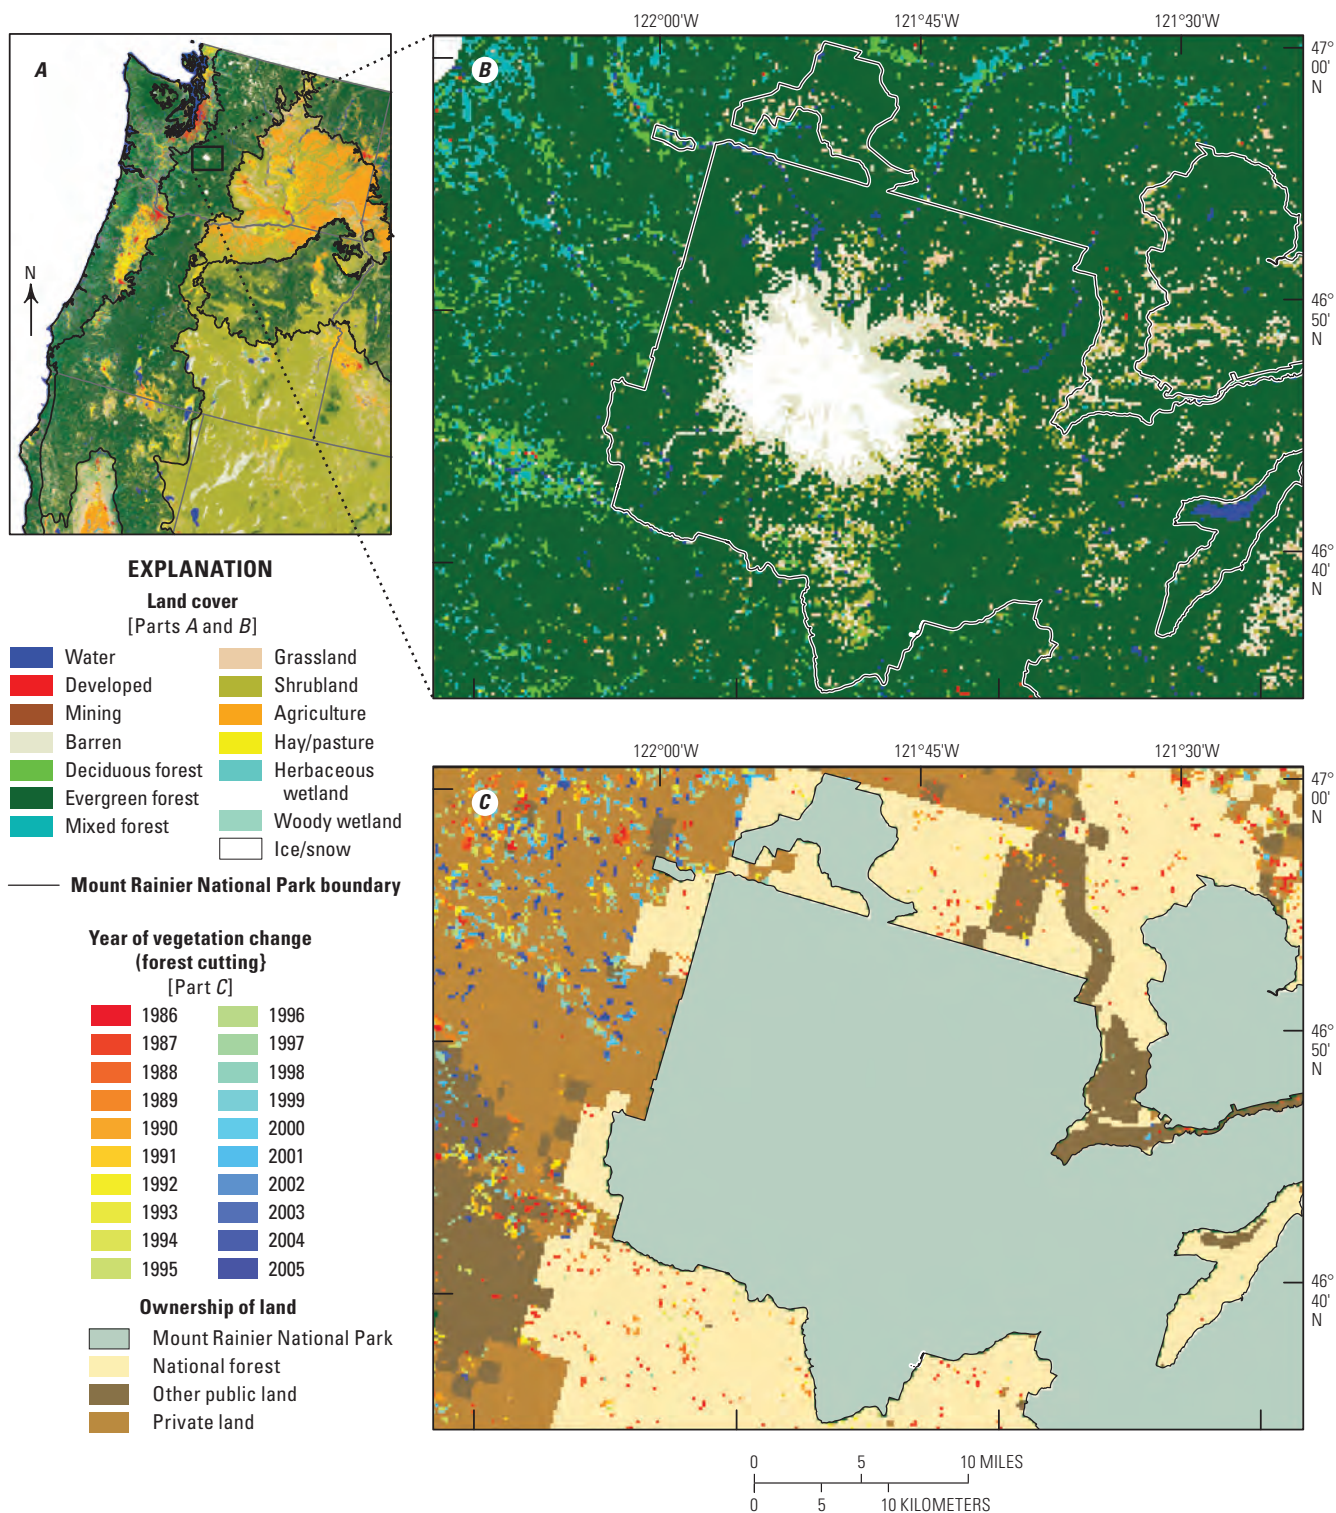 A
N
122°00'W
121°45'W
121°30'W
B
47°
00'
N
46°
50'
N
46°
40'
N
EXPLANATION
Land cover
[Parts A and B]
Water
Developed
Mining
Barren
Deciduous forest
Evergreen forest
Mixed forest
Grassland
Shrubland
Agriculture
Hay/pasture
Herbaceous
wetland
Woody wetland
Ice/snow
Mount Rainier National Park boundary
Year of vegetation change
(forest cutting}
[Part C]
1986
1987
1988
1989
1990
1991
1992
1993
1994
1995
1996
1997
1998
1999
2000
2001
2002
2003
2004
2005
Ownership of land
Mount Rainier National Park
National forest
Other public land
Private land
122°00'W
121°45'W
121°30'W
C
47°
00'
N
46°
50'
N
46°
40'
N
0 5 10 MILES
0 5 10 KILOMETERS